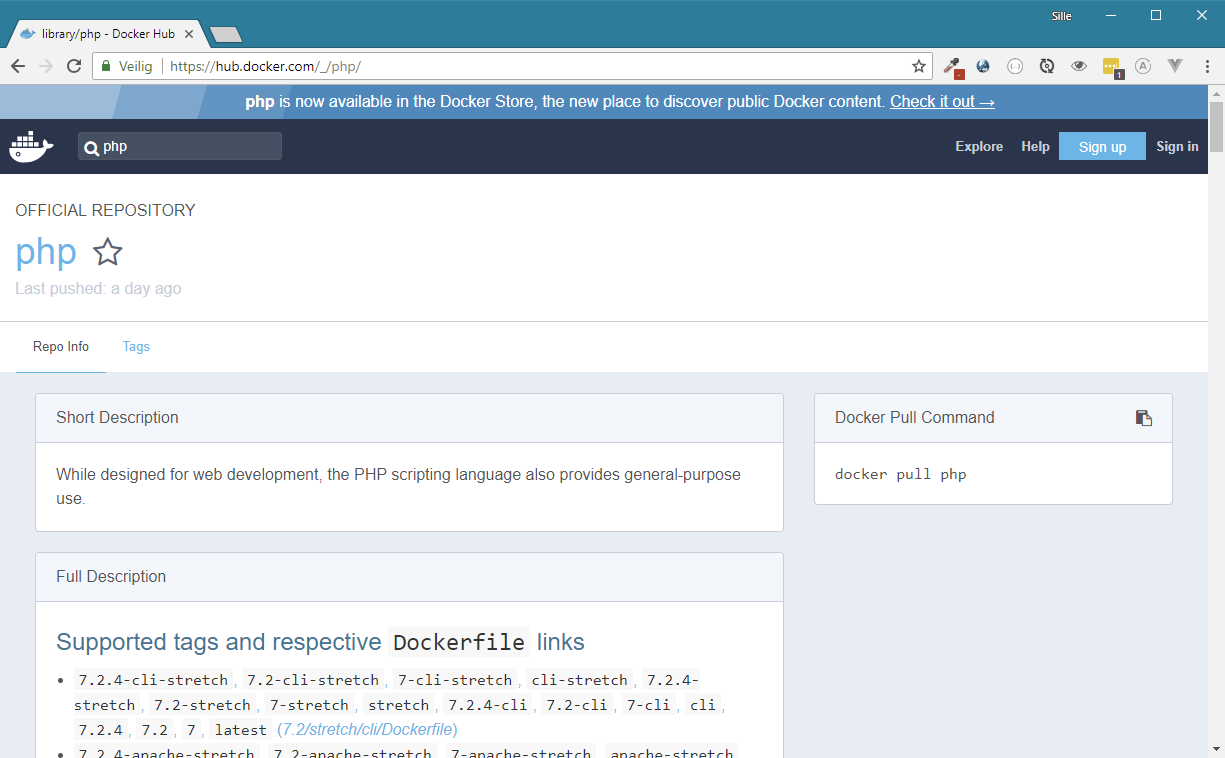 Sille
library/php - Docker Hub
Veilig | https://hub.docker.com/_/php/
1
php is now available in the Docker Store, the new place to discover public Docker content. Check it out →
php
Explore Help Sign up Sign in
OFFICIAL REPOSITORY
php
Last pushed: a day ago
Repo Info Tags
Short Description
While designed for web development, the PHP scripting language also provides general-purpose
use.
Docker Pull Command
docker pull php
Full Description
Supported tags and respective Dockerfile links
• 7.2.4-cli-stretch , 7.2-cli-stretch , 7-cli-stretch , cli-stretch , 7.2.4-
stretch , 7.2-stretch , 7-stretch , stretch , 7.2.4-cli , 7.2-cli , 7-cli , cli ,
7.2.4 , 7.2 , 7 , latest (7.2/stretch/cli/Dockerfile)
• 7.2.4-apache-stretch , 7.2-apache-stretch , 7-apache-stretch , apache-stretch